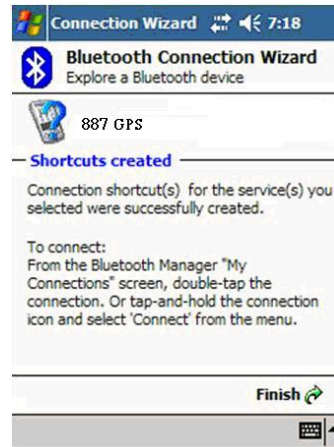 Connection Wizard 7:18
Bluetooth Connection Wizard
Explore a Bluetooth device
887 GPS
Shortcuts created
Connection shortcut(s) for the service(s) you
selected were successfully created.
To connect:
From the Bluetooth Manager "My
Connections" screen, double-tap the
connection. Or tap-and-hold the connection
icon and select 'Connect' from the menu.
Finish